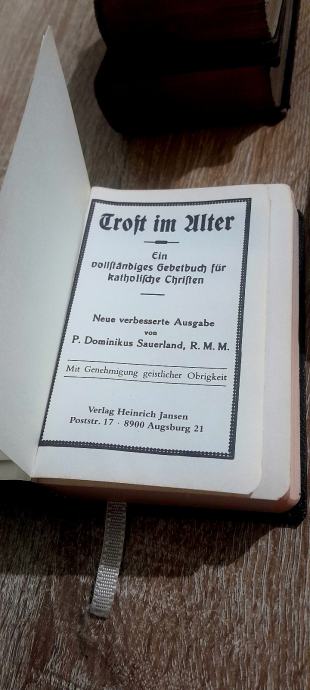 Trost im Alter
Ein
vollständiges Gebetbuch für
katholische Christen
Neue verbesserte Ausgabe
von
P. Dominikus Sauerland, R. M. M.
Mit Genehmigung geistlicher Obrigkeit
Verlag Heinrich Jansen
Poststr. 17 · 8900 Augsburg 21